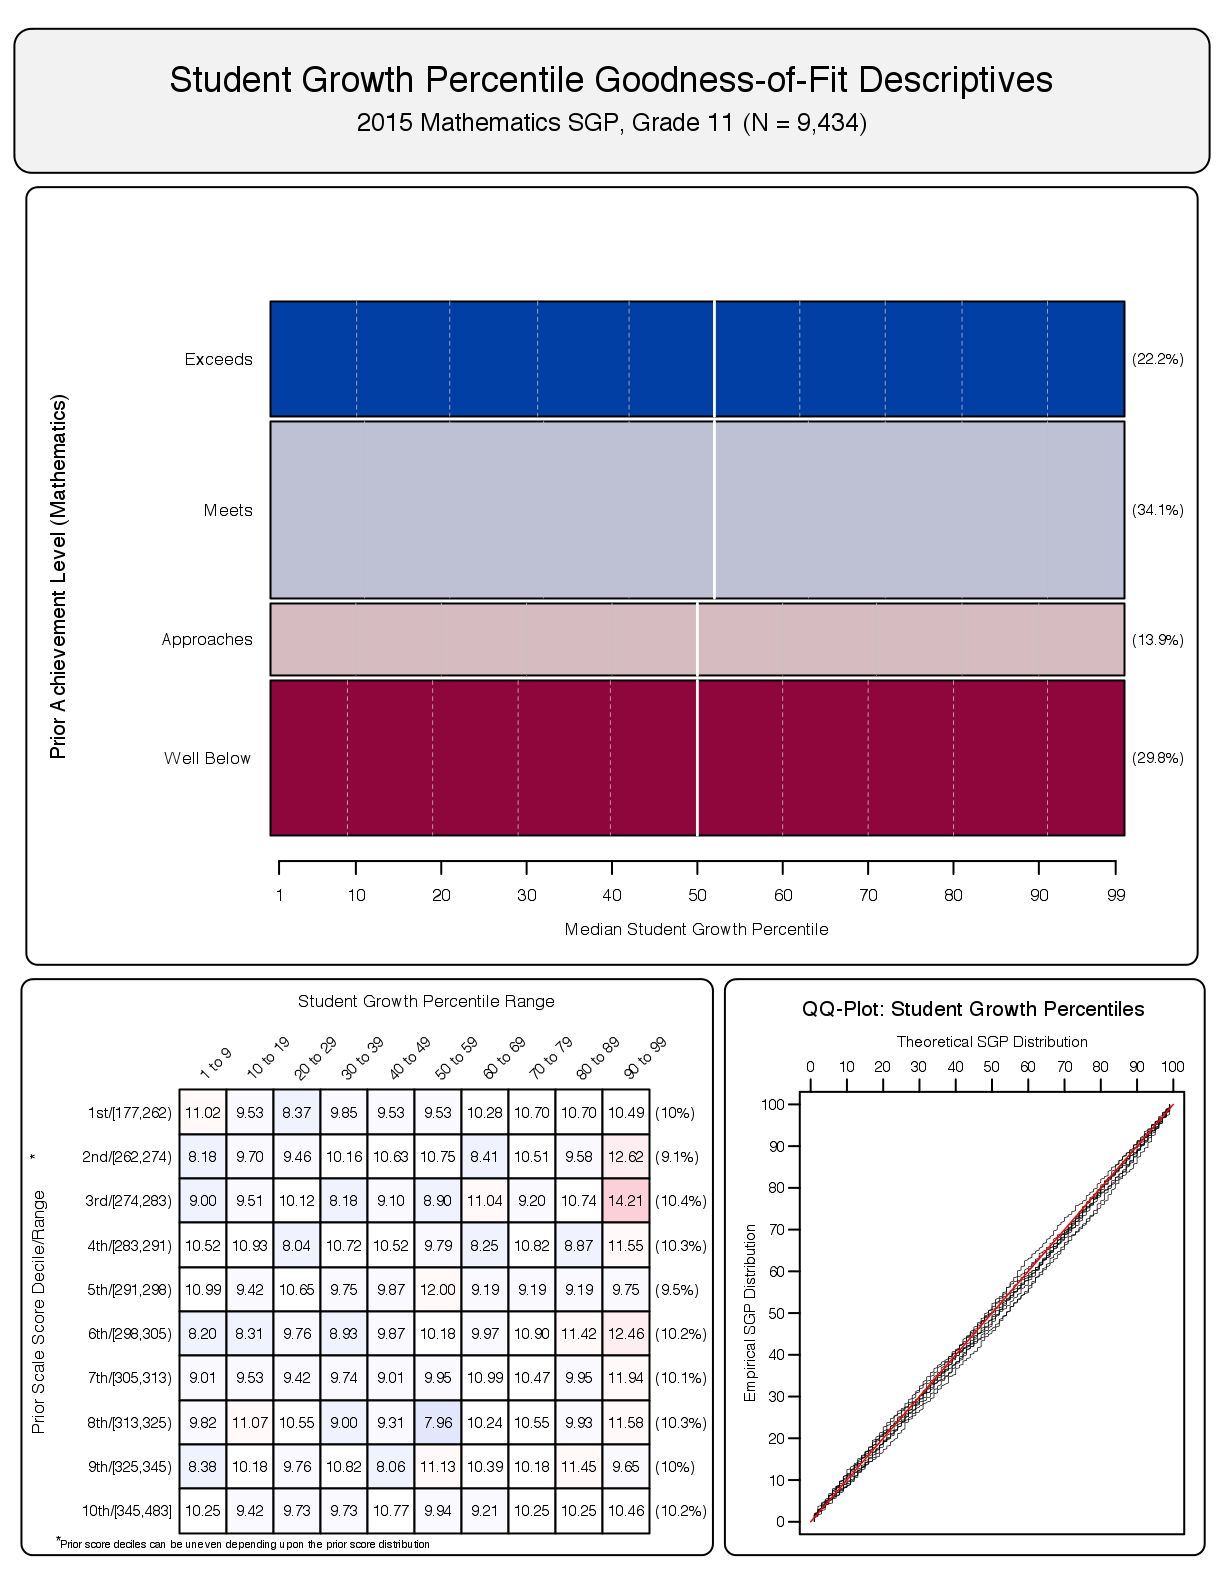 Student Growth Percentile Goodness-of-Fit Descriptives
2015 Mathematics SGP, Grade 11 (N = 9,434)
Prior Achievement Level (Mathematics)
Exceeds (22.2%)
Meets (34.1%)
Approaches (13.9%)
Well Below (29.8%)
1 10 20 30 40 50 60 70 80 90 99
Median Student Growth Percentile
Student Growth Percentile Range
1 to 9 10 to 19 20 to 29 30 to 39 40 to 49 50 to 59 60 to 69 70 to 79 80 to 89 90 to 99
Prior Scale Score Decile/Range *
1st/[177,262) 11.02 9.53 8.37 9.85 9.53 9.53 10.28 10.70 10.70 10.49 (10%)
2nd/[262,274) 8.18 9.70 9.46 10.16 10.63 10.75 8.41 10.51 9.58 12.62 (9.1%)
3rd/[274,283) 9.00 9.51 10.12 8.18 9.10 8.90 11.04 9.20 10.74 14.21 (10.4%)
4th/[283,291) 10.52 10.93 8.04 10.72 10.52 9.79 8.25 10.82 8.87 11.55 (10.3%)
5th/[291,298) 10.99 9.42 10.65 9.75 9.87 12.00 9.19 9.19 9.19 9.75 (9.5%)
6th/[298,305) 8.20 8.31 9.76 8.93 9.87 10.18 9.97 10.90 11.42 12.46 (10.2%)
7th/[305,313) 9.01 9.53 9.42 9.74 9.01 9.95 10.99 10.47 9.95 11.94 (10.1%)
8th/[313,325) 9.82 11.07 10.55 9.00 9.31 7.96 10.24 10.55 9.93 11.58 (10.3%)
9th/[325,345) 8.38 10.18 9.76 10.82 8.06 11.13 10.39 10.18 11.45 9.65 (10%)
10th/[345,483] 10.25 9.42 9.73 9.73 10.77 9.94 9.21 10.25 10.25 10.46 (10.2%)
*Prior score deciles can be uneven depending upon the prior score distribution
QQ-Plot: Student Growth Percentiles
Theoretical SGP Distribution
0 10 20 30 40 50 60 70 80 90 100
Empirical SGP Distribution
100
90
80
70
60
50
40
30
20
10
0